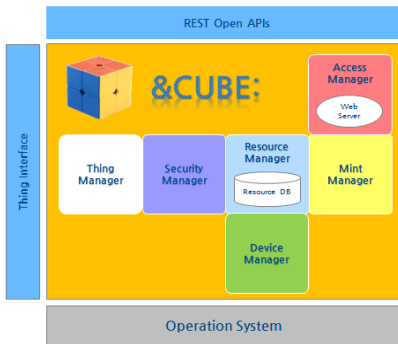 REST Open APIs
Thing Interface
&CUBE:
Access
Manager
Web
Server
Thing
Manager
Security
Manager
Resource
Manager
Resource DB
Mint
Manager
Device
Manager
Operation System